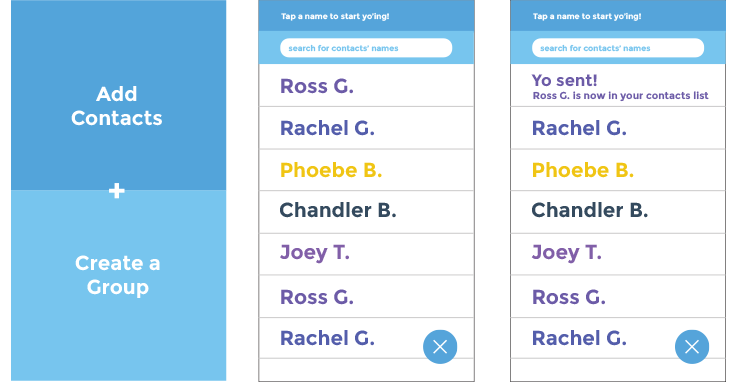 Add
Contacts
+
Create a
Group
Tap a name to start yo'ing!
search for contacts' names
Ross G.
Rachel G.
Phoebe B.
Chandler B.
Joey T.
Ross G.
Rachel G.
Tap a name to start yo'ing!
search for contacts' names
Yo sent!
Ross G. is now in your contacts list
Rachel G.
Phoebe B.
Chandler B.
Joey T.
Ross G.
Rachel G.